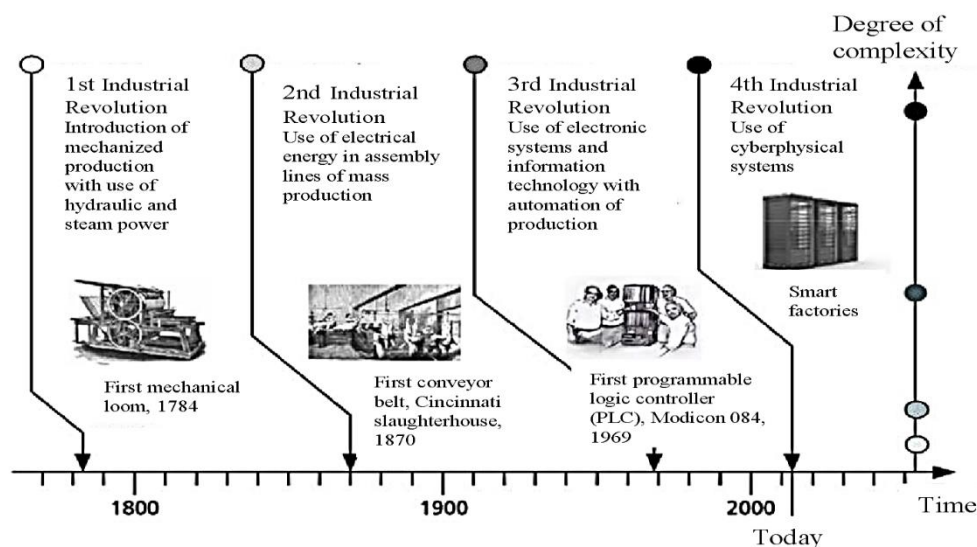 Degree of
complexity
1st Industrial
Revolution
Introduction of
mechanized
production
with use of
hydraulic and
steam power
First mechanical
loom, 1784
2nd Industrial
Revolution
Use of electrical
energy in assembly
lines of mass
production
First conveyor
belt, Cincinnati
slaughterhouse,
1870
3rd Industrial
Revolution
Use of electronic
systems and
information
technology with
automation of
production
First programmable
logic controller
(PLC), Modicon 084,
1969
4th Industrial
Revolution
Use of
cyberphysical
systems
Smart
factories
1800
1900
2000
Time
Today